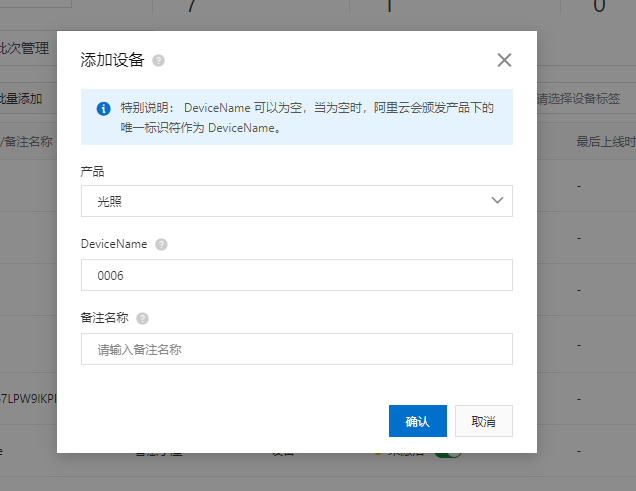 7
1
0
批次管理
添加设备
批量添加
特别说明： DeviceName 可以为空，当为空时，阿里云会颁发产品下的
唯一标识符作为 DeviceName。
请选择设备标签
/备注名称
最后上线时
产品
光照
-
DeviceName
-
0006
-
备注名称
请输入备注名称
-
67LPW9IKPI
-
确认
取消
-